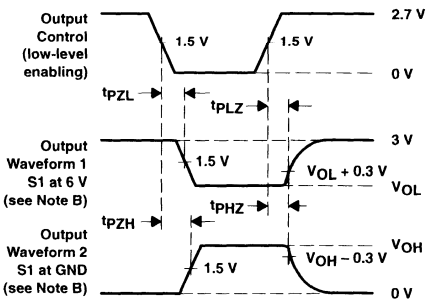 Output
Control
(low-level
enabling)
1.5 V
1.5 V
2.7 V
0 V
tPZL
tPLZ
Output
Waveform 1
S1 at 6 V
(see Note B)
1.5 V
3 V
VOL + 0.3 V
VOL
tPZH
tPHZ
Output
Waveform 2
S1 at GND
(see Note B)
1.5 V
VOH
VOH − 0.3 V
0 V